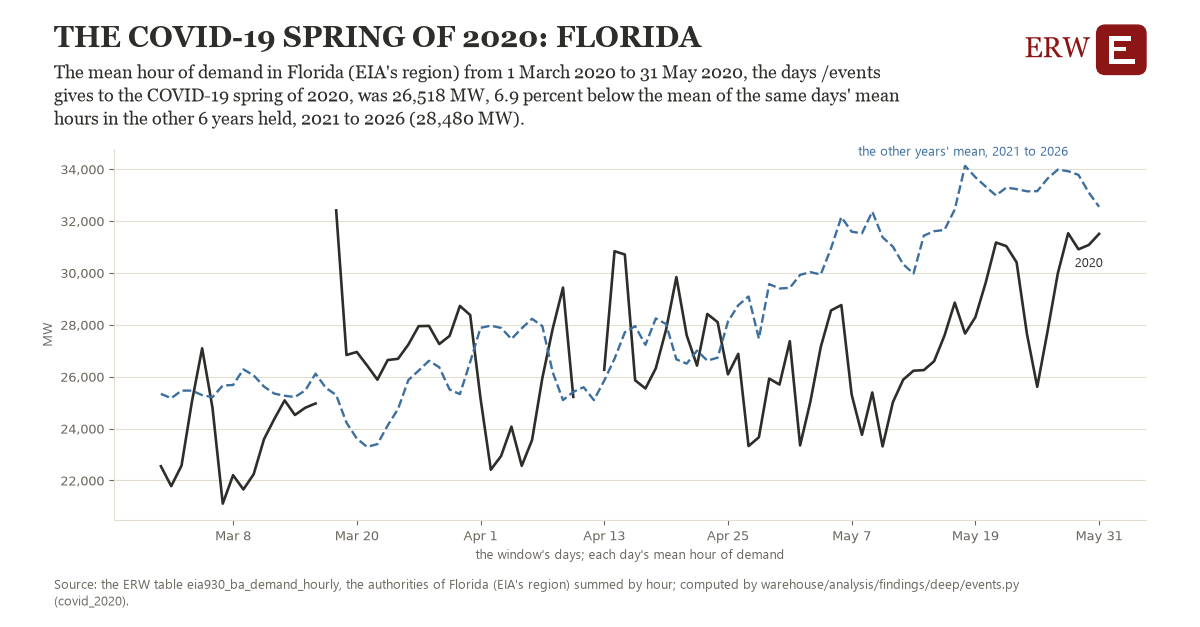 THE COVID-19 SPRING OF 2020: FLORIDA
ERW E
The mean hour of demand in Florida (EIA's region) from 1 March 2020 to 31 May 2020, the days /events
gives to the COVID-19 spring of 2020, was 26,518 MW, 6.9 percent below the mean of the same days' mean
hours in the other 6 years held, 2021 to 2026 (28,480 MW).
the other years' mean, 2021 to 2026
34,000
32,000
30,000
28,000
26,000
24,000
22,000
MW
2020
Mar 8 Mar 20 Apr 1 Apr 13 Apr 25 May 7 May 19 May 31
the window's days; each day's mean hour of demand
Source: the ERW table eia930_ba_demand_hourly, the authorities of Florida (EIA's region) summed by hour; computed by warehouse/analysis/findings/deep/events.py
(covid_2020).